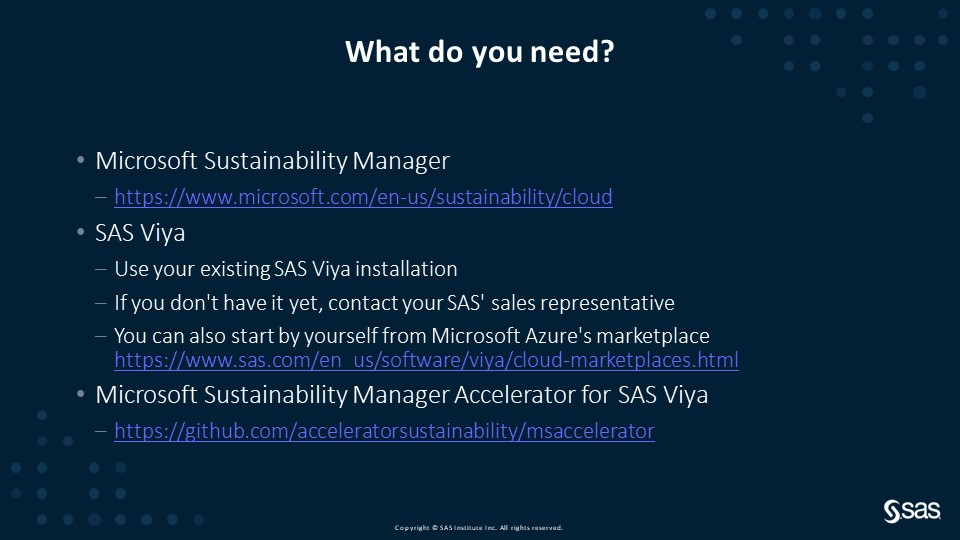 What do you need?
• Microsoft Sustainability Manager
– https://www.microsoft.com/en-us/sustainability/cloud
• SAS Viya
– Use your existing SAS Viya installation
– If you don't have it yet, contact your SAS' sales representative
– You can also start by yourself from Microsoft Azure's marketplace
https://www.sas.com/en_us/software/viya/cloud-marketplaces.html
• Microsoft Sustainability Manager Accelerator for SAS Viya
– https://github.com/acceleratorsustainability/msaccelerator
sas
Copyright © SAS Institute Inc. All rights reserved.